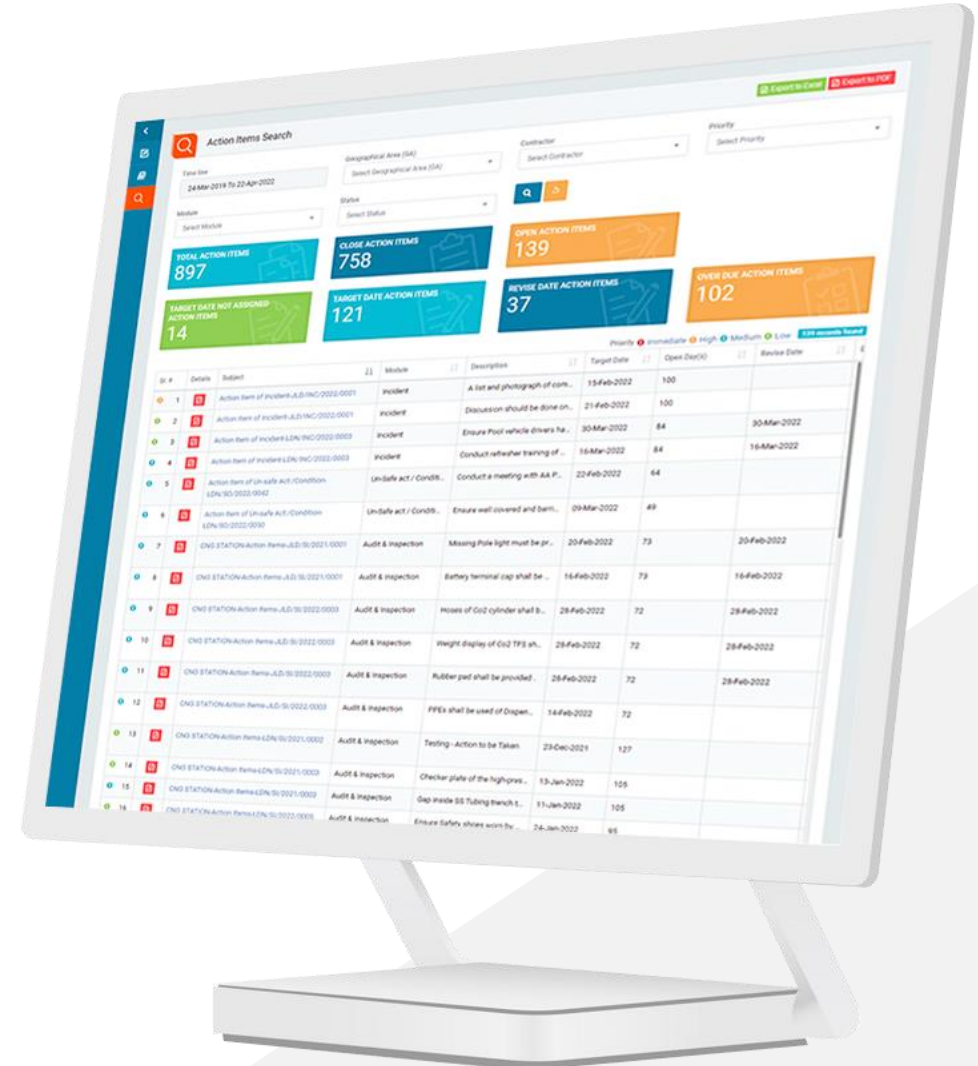 Export to Excel Export to PDF
Action Items Search
Time line Geographical Area (GA) Contractor Priority
24-Mar-2019 To 22-Apr-2022 Select Geographical Area (GA) Select Contractor Select Priority
Module Status
Select Module Select Status
TOTAL ACTION ITEMS CLOSE ACTION ITEMS OPEN ACTION ITEMS
897 758 139
TARGET DATE NOT ASSIGNED ACTION ITEMS TARGET DATE ACTION ITEMS REVISE DATE ACTION ITEMS OVER DUE ACTION ITEMS
14 121 37 102
Priority Immediate High Medium Low 139 records found
Sl. # Details Subject Module Description Target Date Open Day(s) Revise Date
1 Action Item of Incident-JLD/INC/2022/0001 Incident A list and photograph of com... 15-Feb-2022 100
2 Action Item of Incident-JLD/INC/2022/0001 Incident Discussion should be done on... 21-Feb-2022 100
3 Action Item of Incident-LDN/INC/2022/0003 Incident Ensure Pool vehicle drivers ha... 30-Mar-2022 84 30-Mar-2022
4 Action Item of Incident-LDN/INC/2022/0003 Incident Conduct refresher training of ... 16-Mar-2022 84 16-Mar-2022
5 Action Item of Un-safe Act /Condition- Un-Safe act / Conditi... Conduct a meeting with AA P... 22-Feb-2022 64
LDN/SO/2022/0042
6 Action Item of Un-safe Act /Condition- Un-Safe act / Conditi... Ensure well covered and barri... 09-Mar-2022 49
LDN/SO/2022/0050
7 CNG STATION-Action Items-JLD/SI/2021/0001 Audit & Inspection Missing Pole light must be pr... 20-Feb-2022 73 20-Feb-2022
8 CNG STATION-Action Items-JLD/SI/2021/0001 Audit & Inspection Battery terminal cap shall be ... 16-Feb-2022 73 16-Feb-2022
9 CNG STATION-Action Items-JLD/SI/2022/0003 Audit & Inspection Hoses of Co2 cylinder shall b... 28-Feb-2022 72 28-Feb-2022
10 CNG STATION-Action Items-JLD/SI/2022/0003 Audit & Inspection Weight display of Co2 TFS sh... 28-Feb-2022 72 28-Feb-2022
11 CNG STATION-Action Items-JLD/SI/2022/0003 Audit & Inspection Rubber pad shall be provided . 28-Feb-2022 72 28-Feb-2022
12 CNG STATION-Action Items-JLD/SI/2022/0003 Audit & Inspection PPEs shall be used of Dispen... 14-Feb-2022 72
13 CNG STATION-Action Items-LDN/SI/2021/0002 Audit & Inspection Testing - Action to be Taken 23-Dec-2021 127
14 CNG STATION-Action Items-LDN/SI/2021/0003 Audit & Inspection Checker plate of the high-pres... 13-Jan-2022 105
15 CNG STATION-Action Items-LDN/SI/2021/0003 Audit & Inspection Gap inside SS Tubing trench t... 11-Jan-2022 105
16 CNG STATION-Action Items-LDN/SI/2022/0005 Audit & Inspection Ensure Safety shoes worn by ... 24-Jan-2022 95